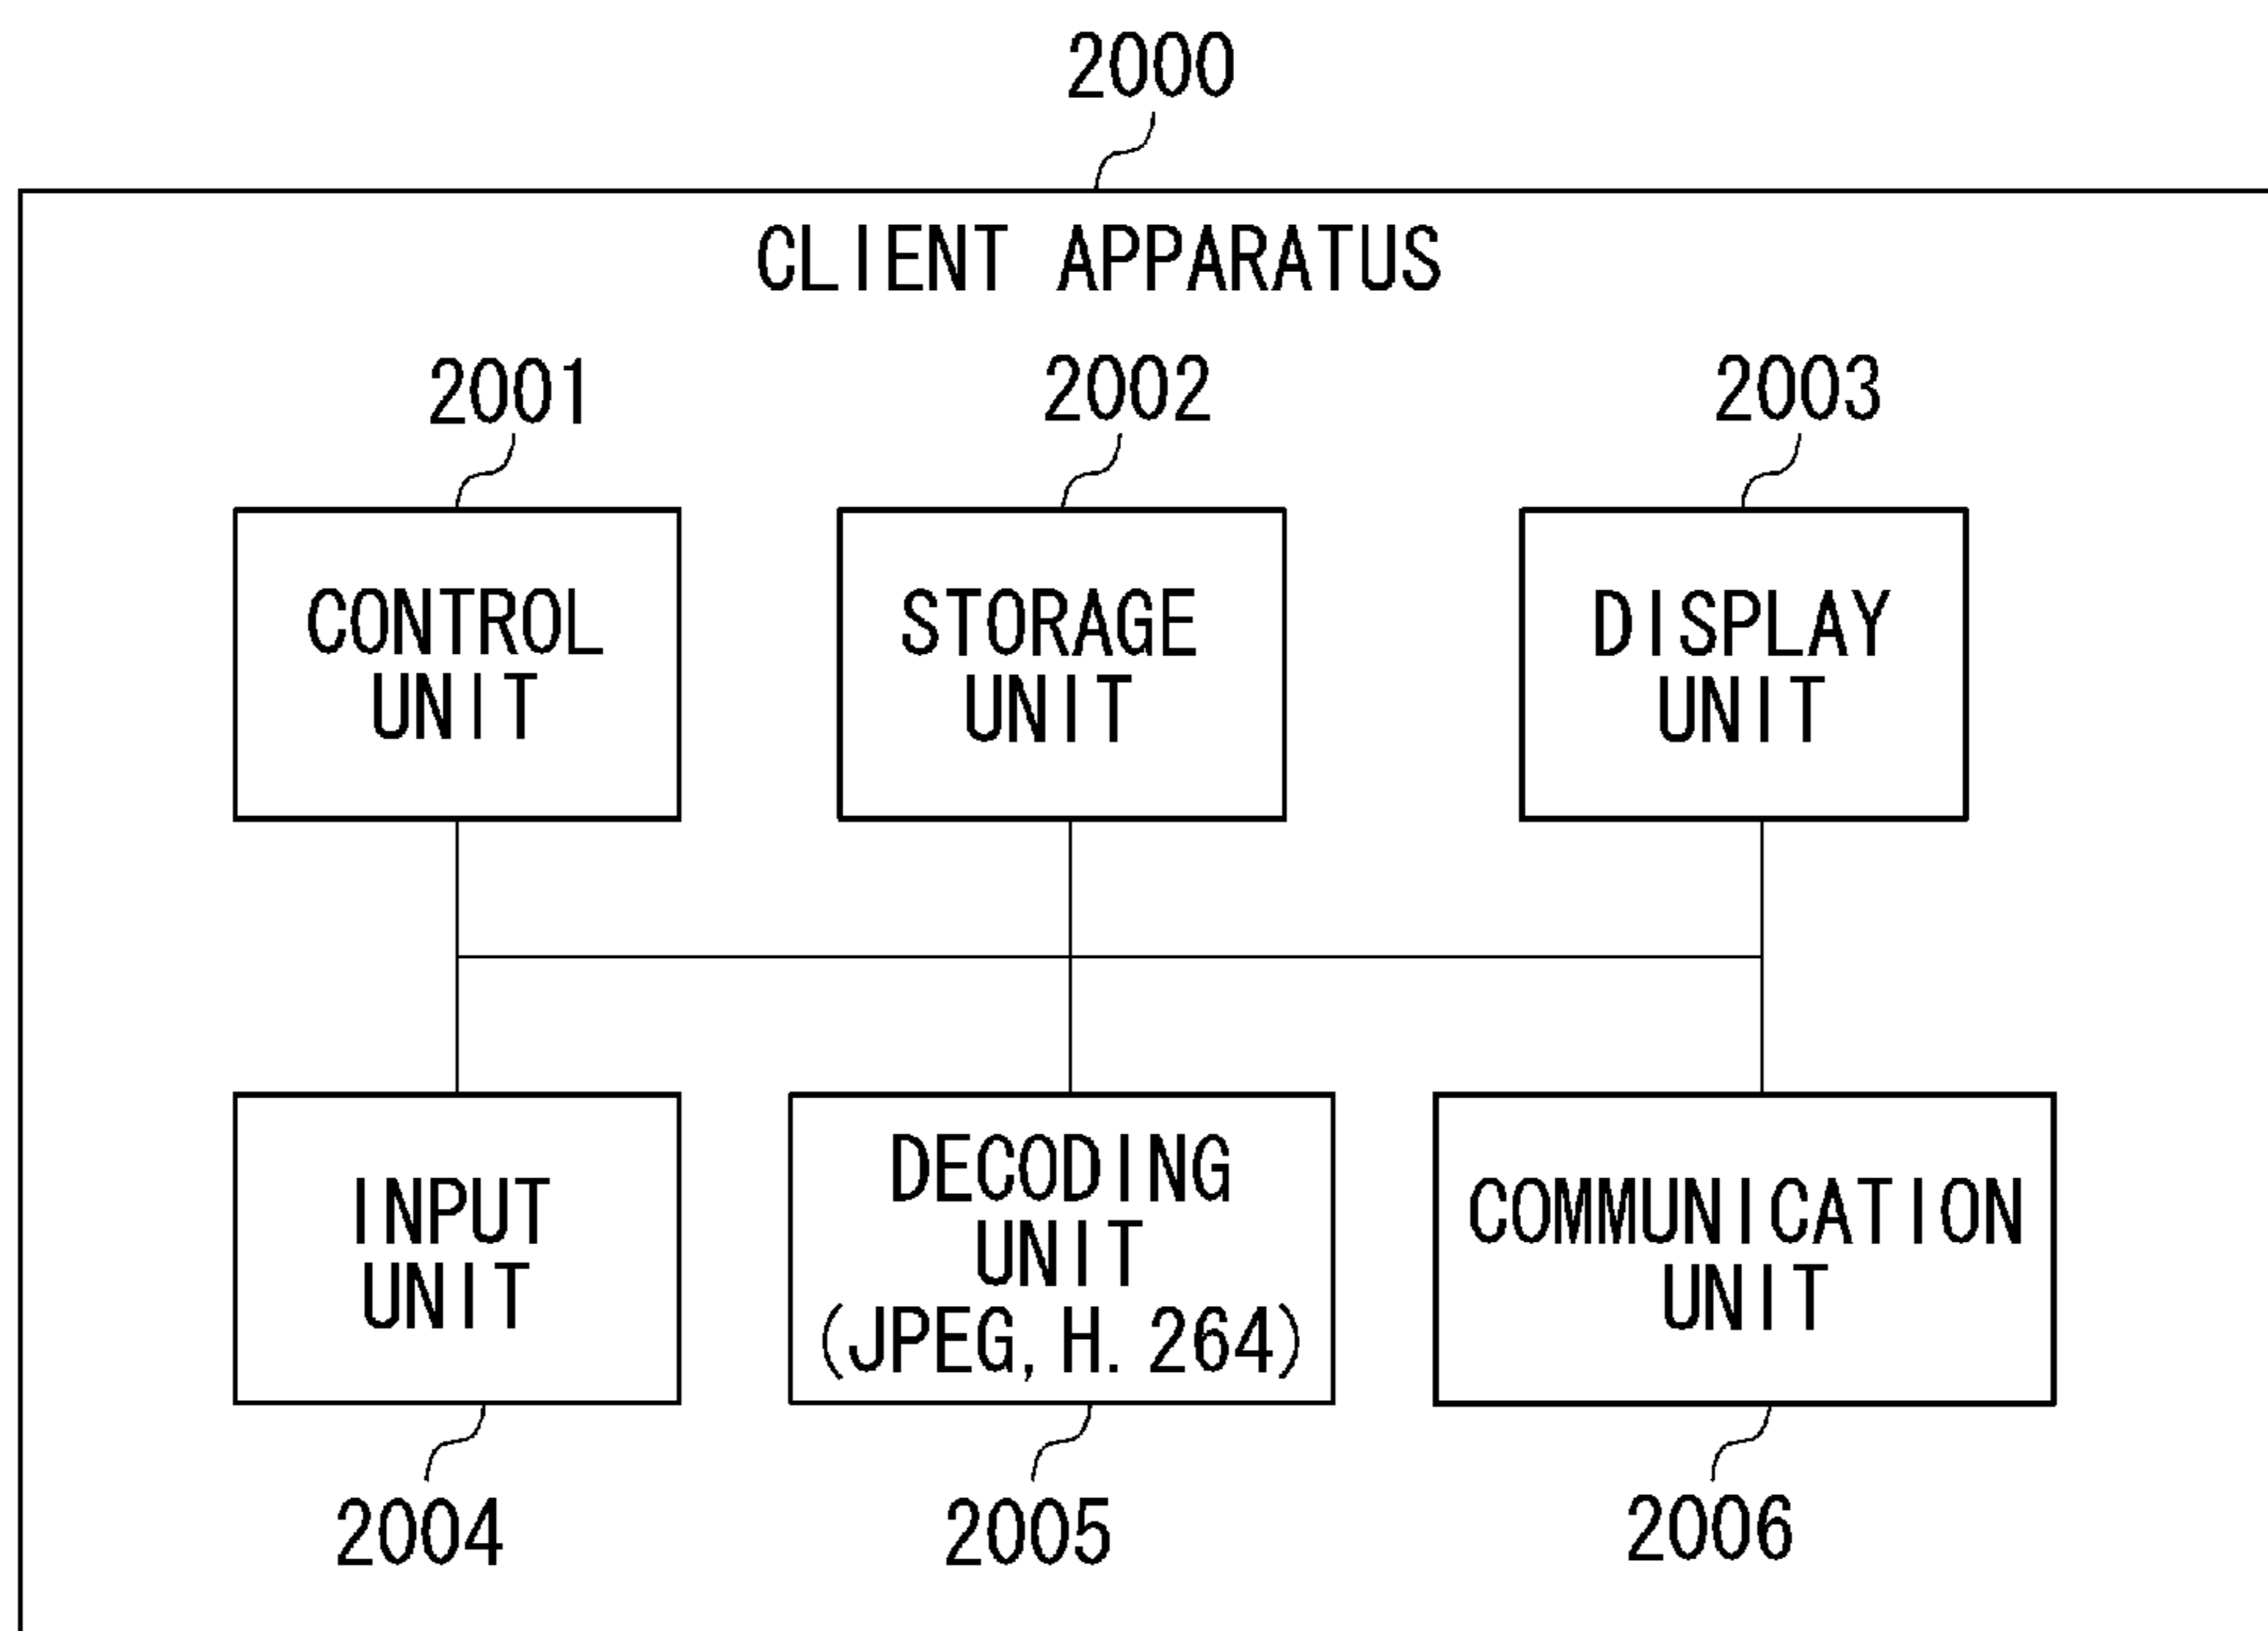 2000
CLIENT APPARATUS
2001
2002
2003
CONTROL
UNIT
STORAGE
UNIT
DISPLAY
UNIT
INPUT
UNIT
DECODING
UNIT
(JPEG, H. 264)
COMMUNICATION
UNIT
2004
2005
2006